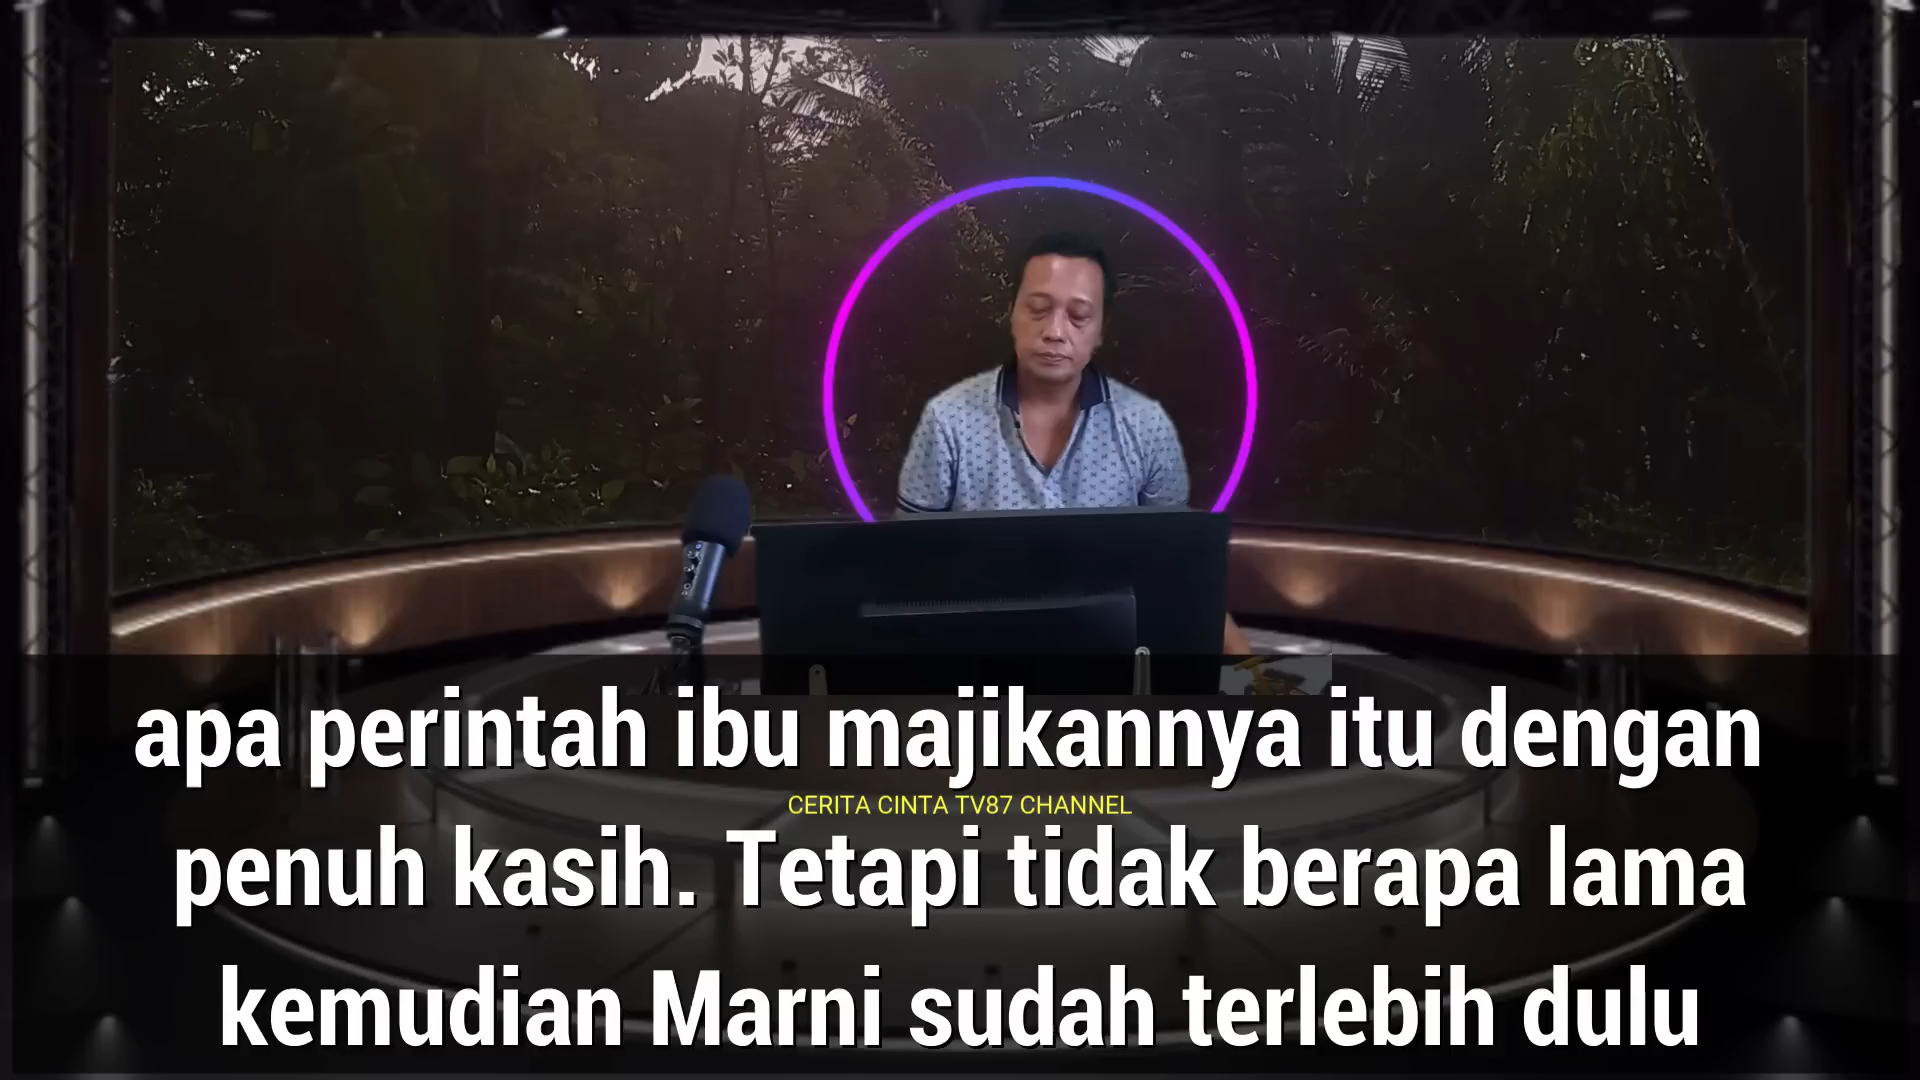 apa perintah ibu majikannya itu dengan
CERITA CINTA TV87 CHANNEL
penuh kasih. Tetapi tidak berapa lama
kemudian Marni sudah terlebih dulu